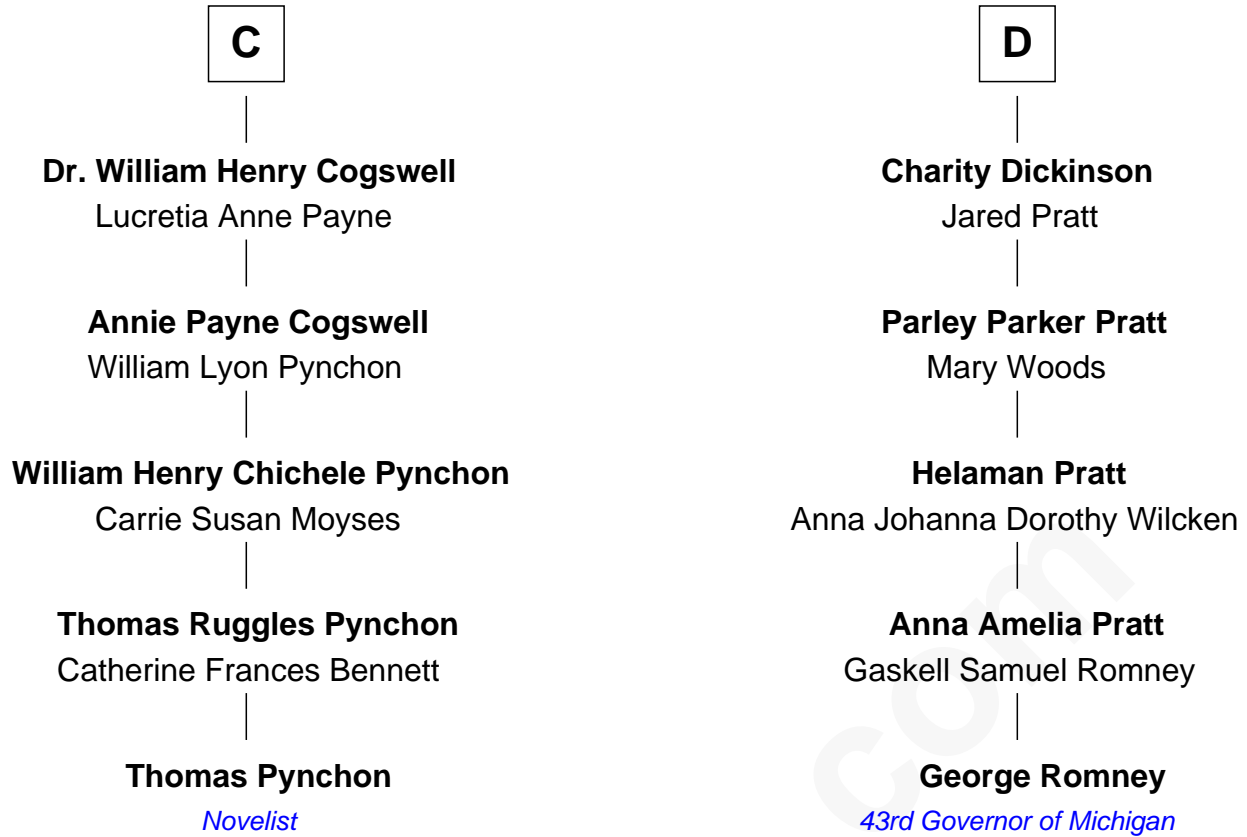 C
Dr. William Henry Cogswell
Lucretia Anne Payne
Annie Payne Cogswell
William Lyon Pynchon
William Henry Chichele Pynchon
Carrie Susan Moyses
Thomas Ruggles Pynchon
Catherine Frances Bennett
Thomas Pynchon
Novelist
D
Charity Dickinson
Jared Pratt
Parley Parker Pratt
Mary Woods
Helaman Pratt
Anna Johanna Dorothy Wilcken
Anna Amelia Pratt
Gaskell Samuel Romney
George Romney
43rd Governor of Michigan
com